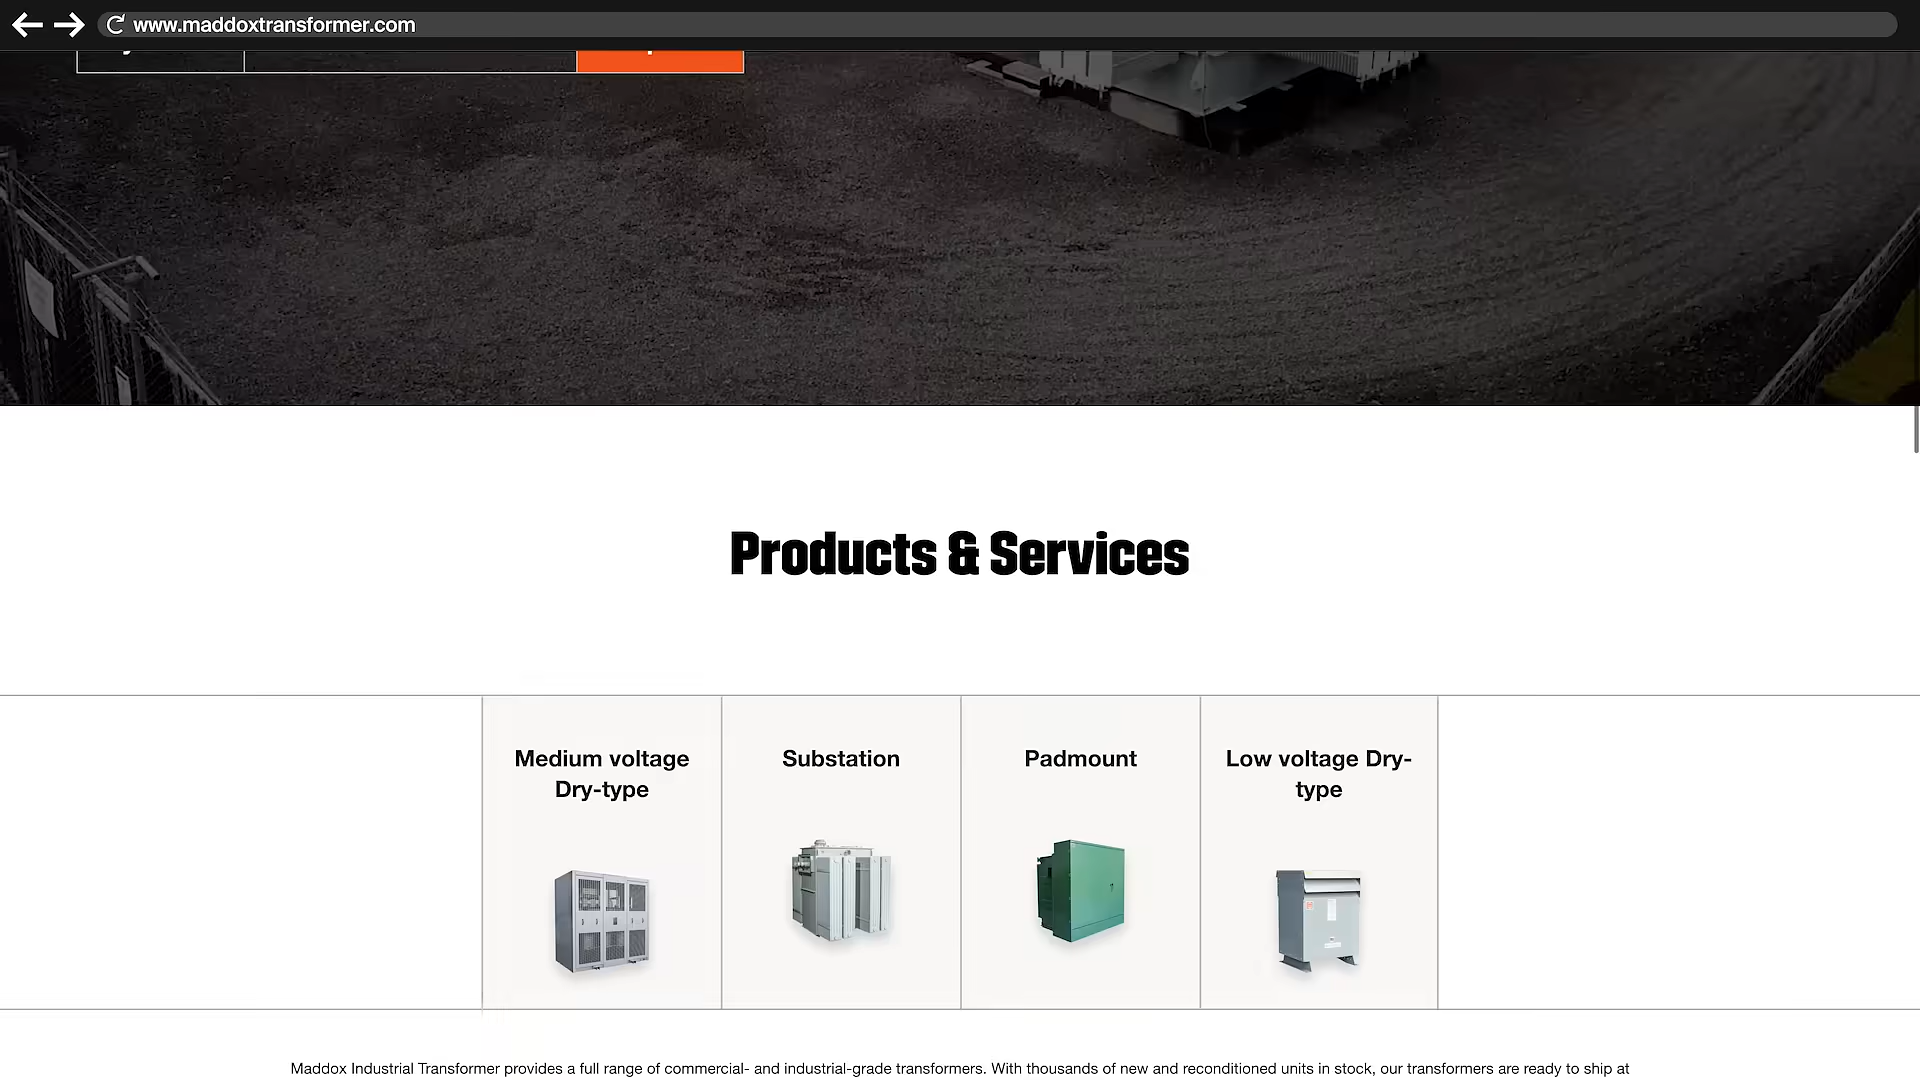 www.maddoxtransformer.com
Products & Services
Medium voltage
Dry-type
Substation
Padmount
Low voltage Dry-
type
Maddox Industrial Transformer provides a full range of commercial- and industrial-grade transformers. With thousands of new and reconditioned units in stock, our transformers are ready to ship at